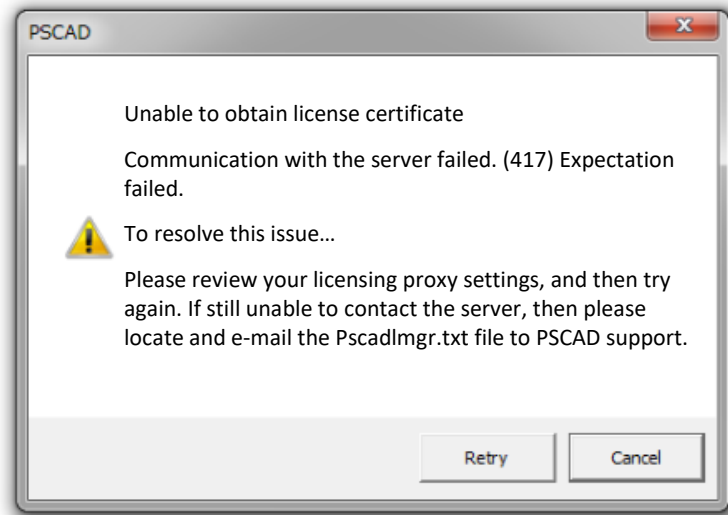 PSCAD
Unable to obtain license certificate
Communication with the server failed. (417) Expectation
failed.
To resolve this issue…
Please review your licensing proxy settings, and then try
again. If still unable to contact the server, then please
locate and e-mail the Pscadlmgr.txt file to PSCAD support.
Retry
Cancel